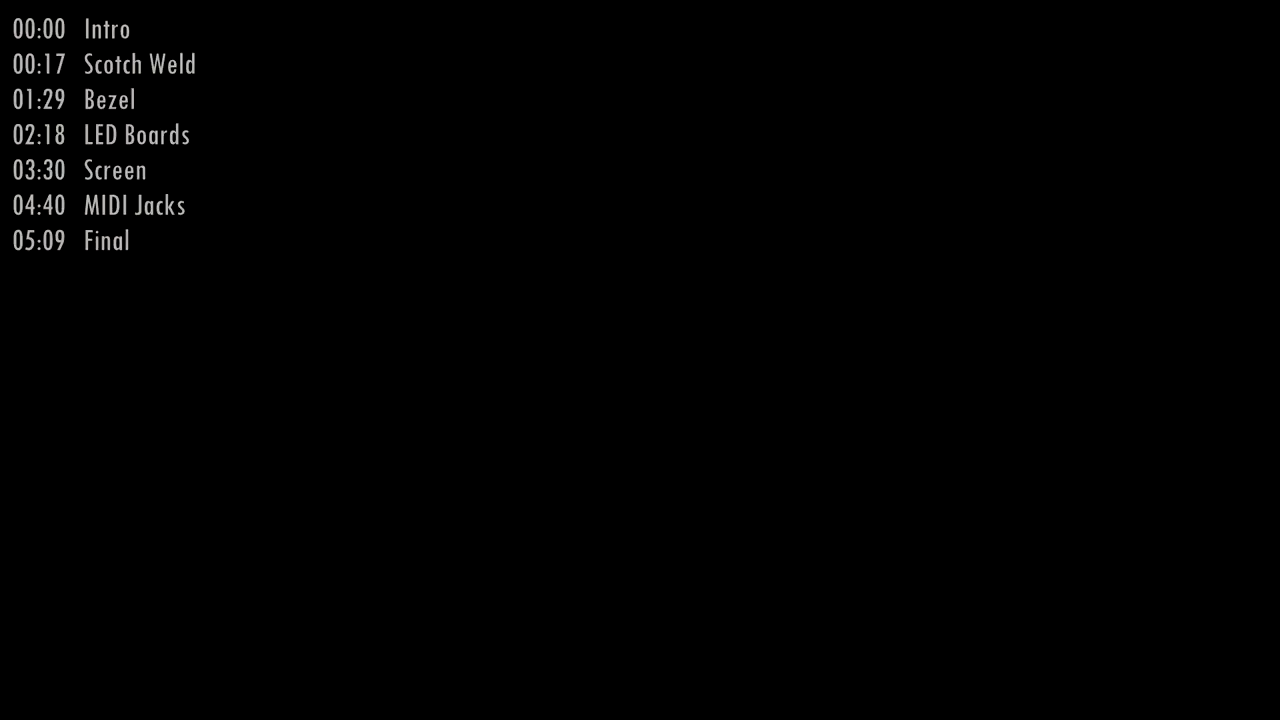 00:00 Intro
00:17 Scotch Weld
01:29 Bezel
02:18 LED Boards
03:30 Screen
04:40 MIDI Jacks
05:09 Final